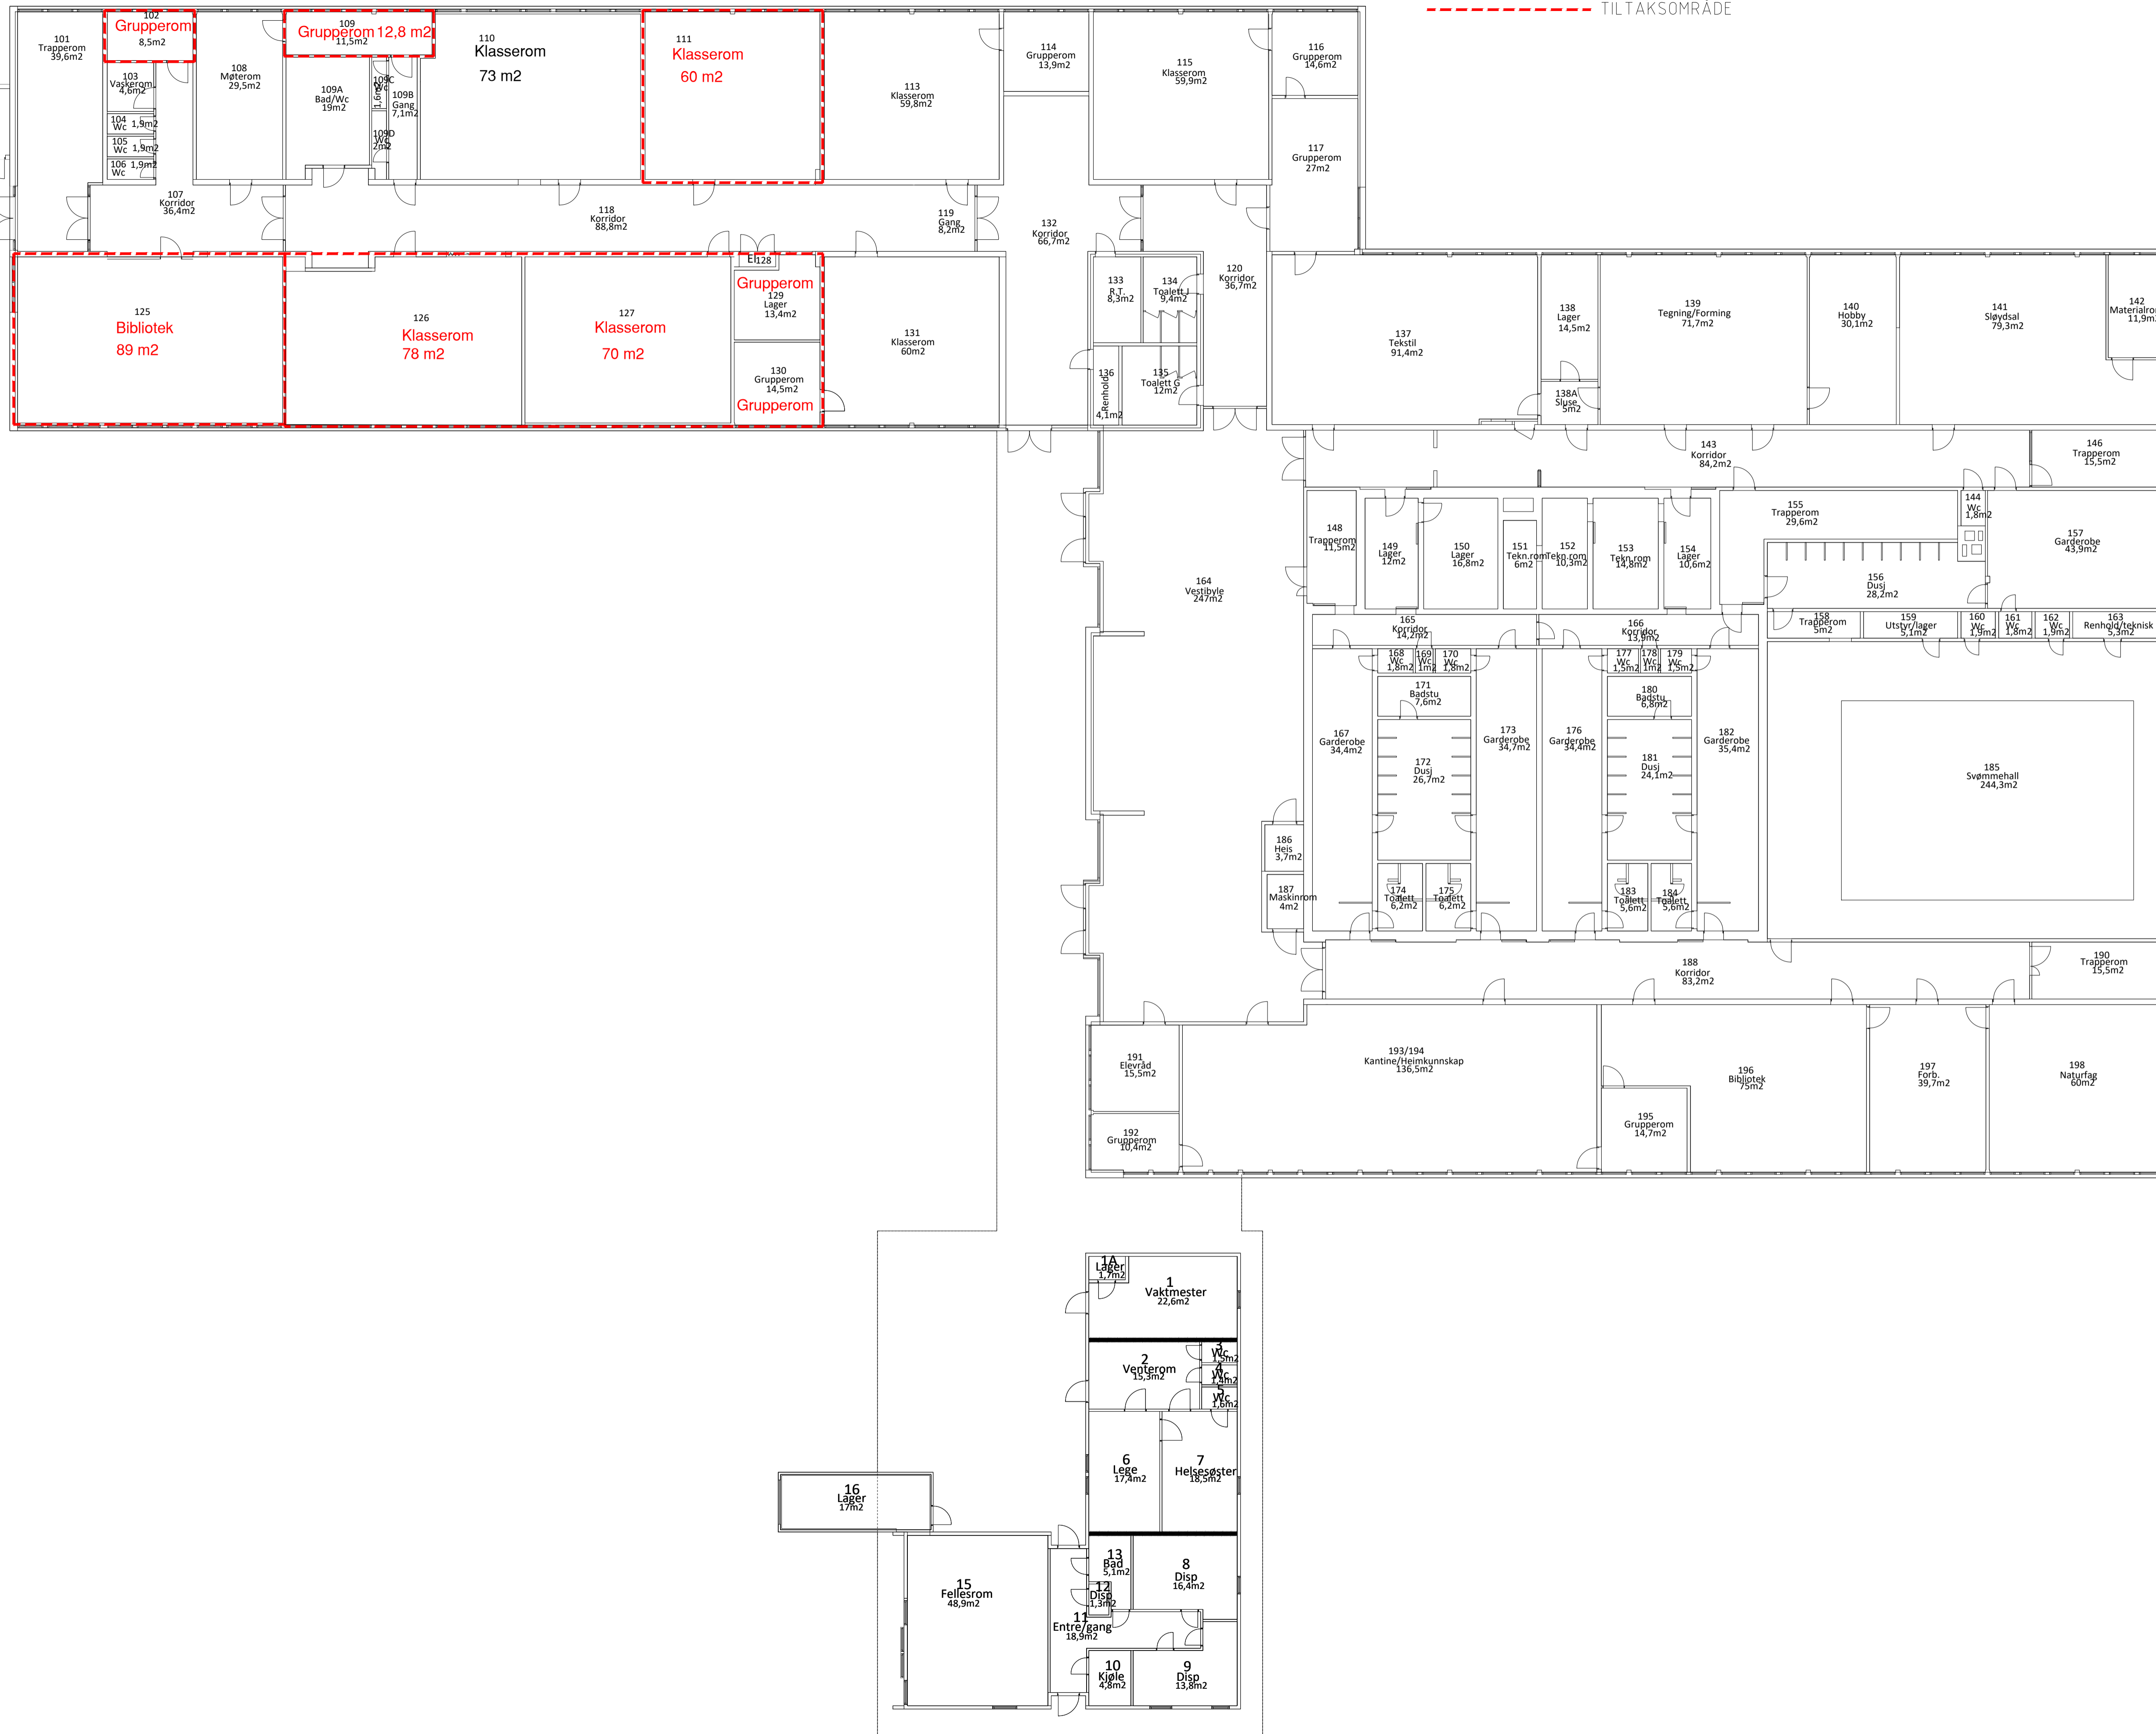 TILTAKSOMRÅDE
101
Trapperom
39,6m2
102
Grupperom
8,5m2
103
Vaskerom
4,6m2
104
Wc 1,9m2
105
Wc 1,9m2
106 1,9m2
Wc
107
Korridor
36,4m2
108
Møterom
29,5m2
109
Grupperom 12,8 m2
11,5m2
109A
Bad/Wc
19m2
109C
Wc
1,6m2
109B
Gang
7,1m2
109D
Wc
2m2
110
Klasserom
73 m2
111
Klasserom
60 m2
113
Klasserom
59,8m2
114
Grupperom
13,9m2
115
Klasserom
59,9m2
116
Grupperom
14,6m2
117
Grupperom
27m2
118
Korridor
88,8m2
119
Gang
8,2m2
132
Korridor
66,7m2
120
Korridor
36,7m2
125
Bibliotek
89 m2
126
Klasserom
78 m2
127
Klasserom
70 m2
El
128
Grupperom
129
Lager
13,4m2
130
Grupperom
14,5m2
Grupperom
131
Klasserom
60m2
133
R.T.
8,3m2
134
Toalett J
9,4m2
135
Toalett G
12m2
136
Renhold
4,1m2
137
Tekstil
91,4m2
138
Lager
14,5m2
138A
Sluse
5m2
139
Tegning/Forming
71,7m2
140
Hobby
30,1m2
141
Sløydsal
79,3m2
142
Materialro
11,9m
143
Korridor
84,2m2
146
Trapperom
15,5m2
144
Wc
1,8m2
148
Trapperom
11,5m2
149
Lager
12m2
150
Lager
16,8m2
151
Tekn.rom
6m2
152
Tekn.rom
10,3m2
153
Tekn.rom
14,8m2
154
Lager
10,6m2
155
Trapperom
29,6m2
156
Dusj
28,2m2
157
Garderobe
43,9m2
158
Trapperom
5m2
159
Utstyr/lager
5,1m2
160
Wc
1,9m2
161
Wc
1,8m2
162
Wc
1,9m2
163
Renhold/teknisk
5,3m2
164
Vestibyle
247m2
165
Korridor
14,2m2
166
Korridor
13,9m2
167
Garderobe
34,4m2
168
Wc
1,8m2
169
Wc
1m2
170
Wc
1,8m2
171
Badstu
7,6m2
172
Dusj
26,7m2
173
Garderobe
34,7m2
174
Toalett
6,2m2
175
Toalett
6,2m2
176
Garderobe
34,4m2
177
Wc
1,5m2
178
Wc
1m2
179
Wc
1,5m2
180
Badstu
6,8m2
181
Dusj
24,1m2
182
Garderobe
35,4m2
183
Toalett
5,6m2
184
Toalett
5,6m2
185
Svømmehall
244,3m2
186
Heis
3,7m2
187
Maskinrom
4m2
188
Korridor
83,2m2
190
Trapperom
15,5m2
191
Elevråd
15,5m2
192
Grupperom
10,4m2
193/194
Kantine/Heimkunnskap
136,5m2
195
Grupperom
14,7m2
196
Bibliotek
75m2
197
Forb.
39,7m2
198
Naturfag
60m2
1A
Lager
1,7m2
1
Vaktmester
22,6m2
2
Venterom
15,3m2
3
Wc
1,5m2
4
Wc
1,4m2
5
Wc
1,6m2
6
Lege
17,4m2
7
Helsesøster
18,5m2
16
Lager
17m2
13
Bad
5,1m2
8
Disp
16,4m2
12
Disp
1,3m2
15
Fellesrom
48,9m2
11
Entre/gang
18,9m2
10
Kjøle
4,8m2
9
Disp
13,8m2